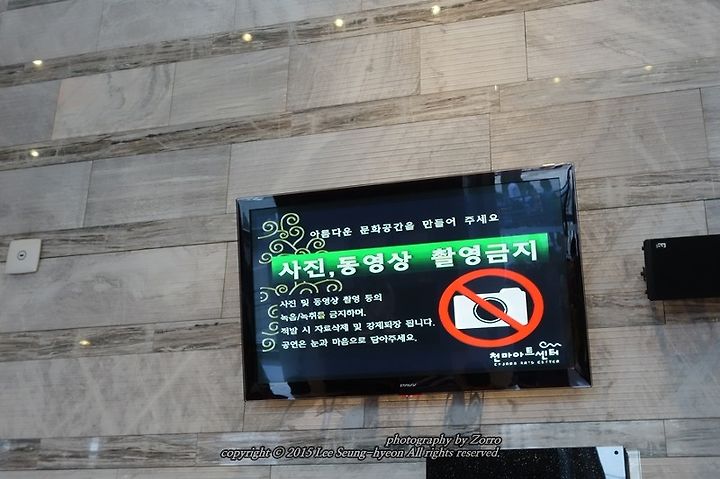 아름다운 문화공간을 만들어 주세요
사진,동영상 촬영금지
사진 및 동영상 촬영 등의
녹음/녹취를 금지하며,
적발 시 자료삭제 및 강제퇴장 됩니다.
공연은 눈과 마음으로 담아주세요.
천마아트센터
photography by Zorro
copyright © 2015 Lee Seung-hyeon All rights reserved.